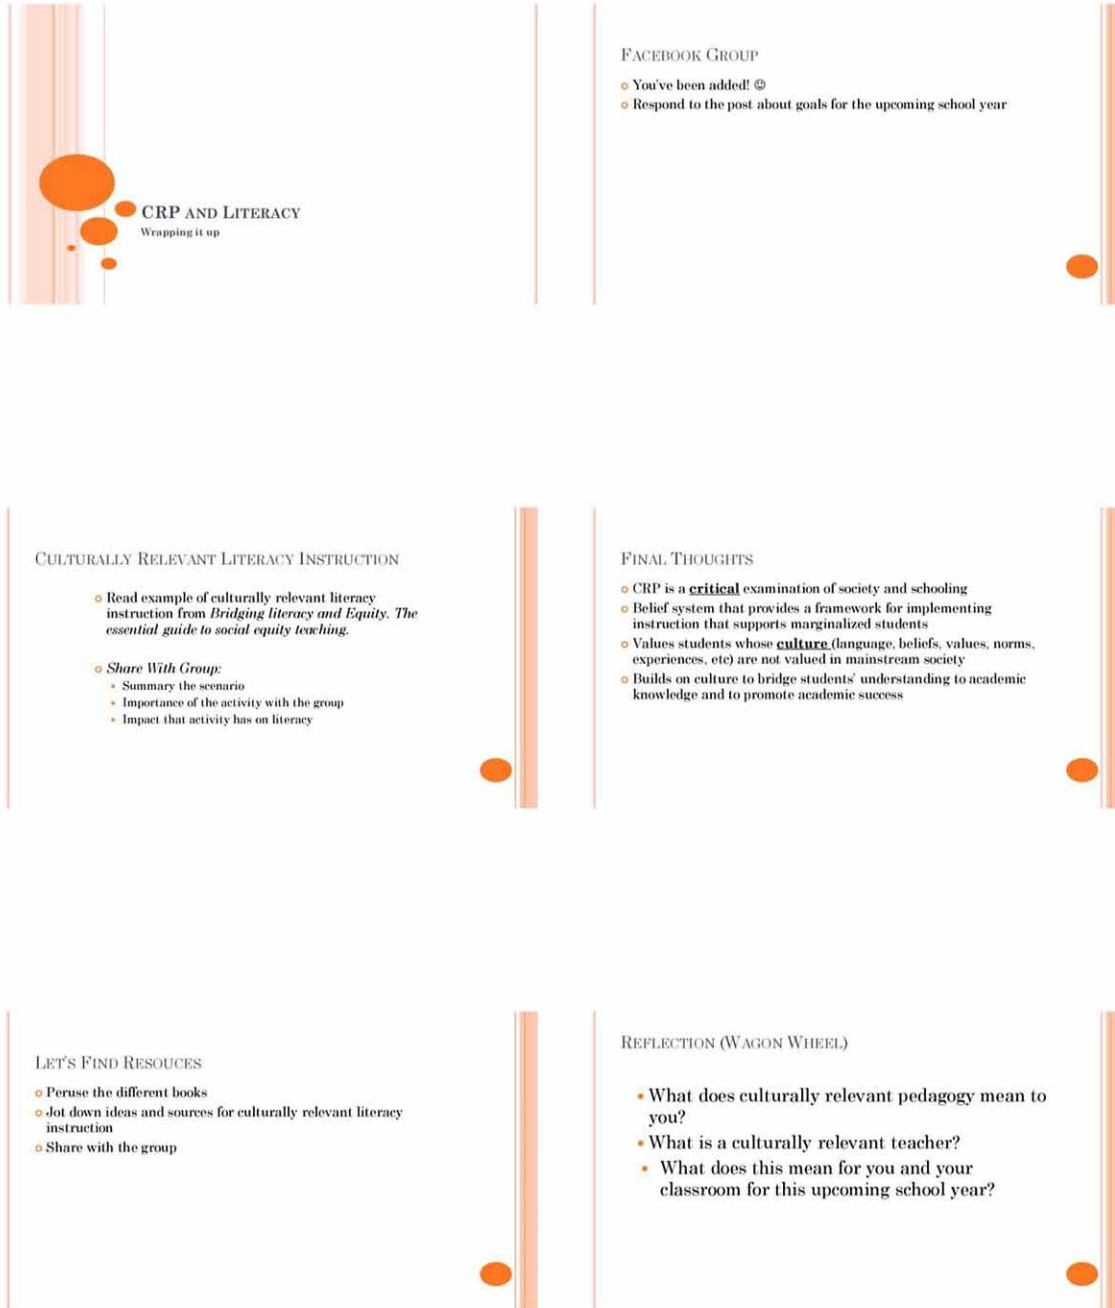 CRP AND LITERACY
Wrapping it up
FACEBOOK GROUP
You've been added! ☺
Respond to the post about goals for the upcoming school year
CULTURALLY RELEVANT LITERACY INSTRUCTION
Read example of culturally relevant literacy
instruction from Bridging literacy and Equity. The
essential guide to social equity teaching.
Share With Group:
Summary the scenario
Importance of the activity with the group
Impact that activity has on literacy
FINAL THOUGHTS
CRP is a critical examination of society and schooling
Belief system that provides a framework for implementing
instruction that supports marginalized students
Values students whose culture (language, beliefs, values, norms,
experiences, etc) are not valued in mainstream society
Builds on culture to bridge students' understanding to academic
knowledge and to promote academic success
LET'S FIND RESOUCES
Peruse the different books
Jot down ideas and sources for culturally relevant literacy
instruction
Share with the group
REFLECTION (WAGON WHEEL)
What does culturally relevant pedagogy mean to
you?
What is a culturally relevant teacher?
What does this mean for you and your
classroom for this upcoming school year?